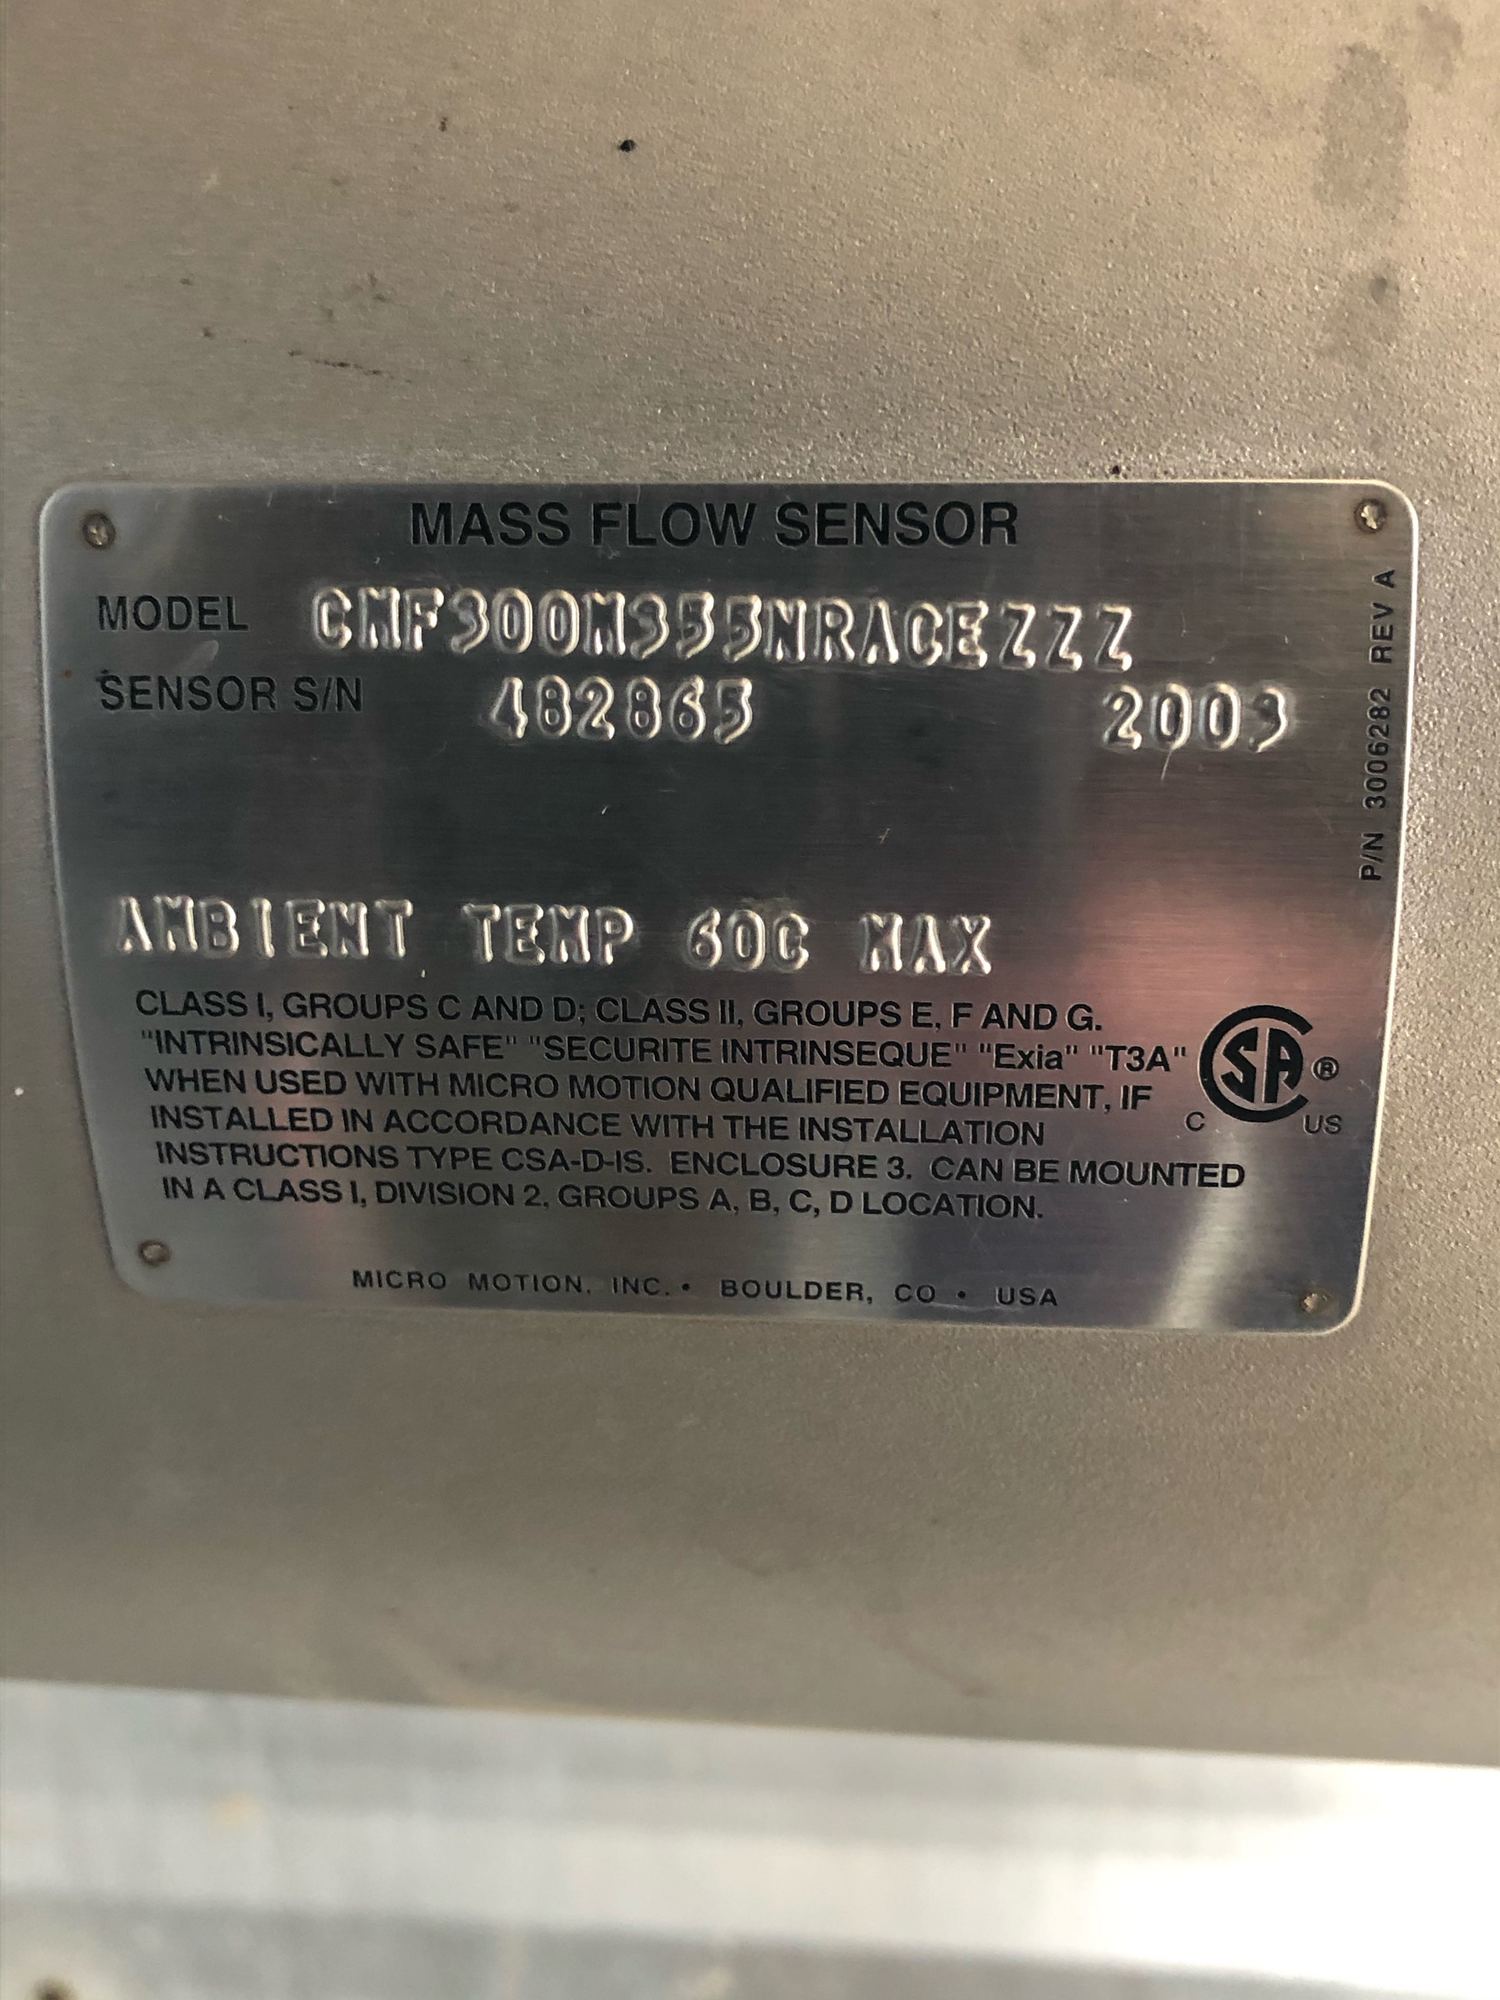 MASS FLOW SENSOR
MODEL CMF300M355NRACEZZZ
SENSOR S/N 482865 2003
P/N 3006282 REV A
AMBIENT TEMP 60C MAX
CLASS I, GROUPS C AND D; CLASS II, GROUPS E, F AND G.
"INTRINSICALLY SAFE" "SECURITE INTRINSEQUE" "Exia" "T3A"
WHEN USED WITH MICRO MOTION QUALIFIED EQUIPMENT, IF
INSTALLED IN ACCORDANCE WITH THE INSTALLATION
INSTRUCTIONS TYPE CSA-D-IS. ENCLOSURE 3. CAN BE MOUNTED
IN A CLASS I, DIVISION 2, GROUPS A, B, C, D LOCATION.
C SA ®
C US
MICRO MOTION, INC. • BOULDER, CO • USA